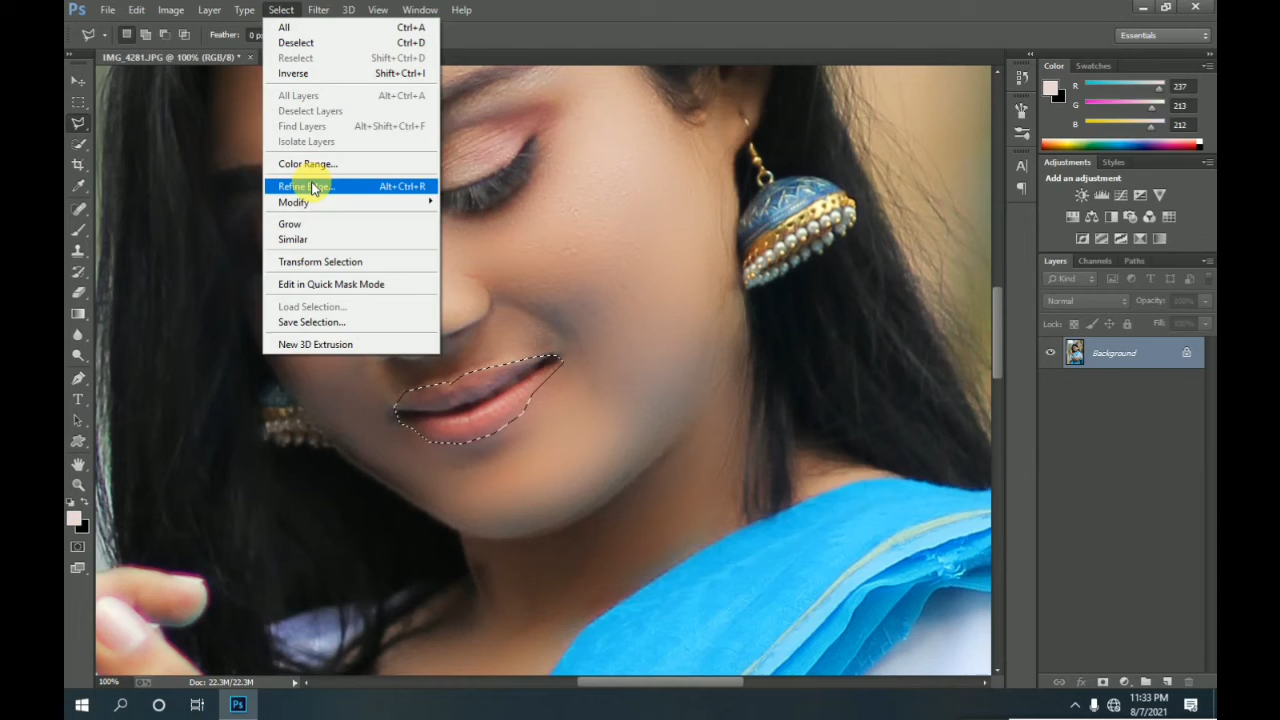 Ps File Edit Image Layer Type Select Filter 3D View Window Help
Feather: 0 p
Essentials
IMG_4281.JPG @ 100% (RGB/8) * ×
All Ctrl+A
Deselect Ctrl+D
Reselect Shift+Ctrl+D
Inverse Shift+Ctrl+I
All Layers Alt+Ctrl+A
Deselect Layers
Find Layers Alt+Shift+Ctrl+F
Isolate Layers
Color Range...
Refine Edge... Alt+Ctrl+R
Modify
Grow
Similar
Transform Selection
Edit in Quick Mask Mode
Load Selection...
Save Selection...
New 3D Extrusion
Color Swatches
R 237
G 213
B 212
Adjustments Styles
Add an adjustment
Layers Channels Paths
Kind
Normal Opacity: 100%
Lock: Fill: 100%
Background
100% Doc: 22.3M/22.3M
Ps
11:33 PM
8/7/2021